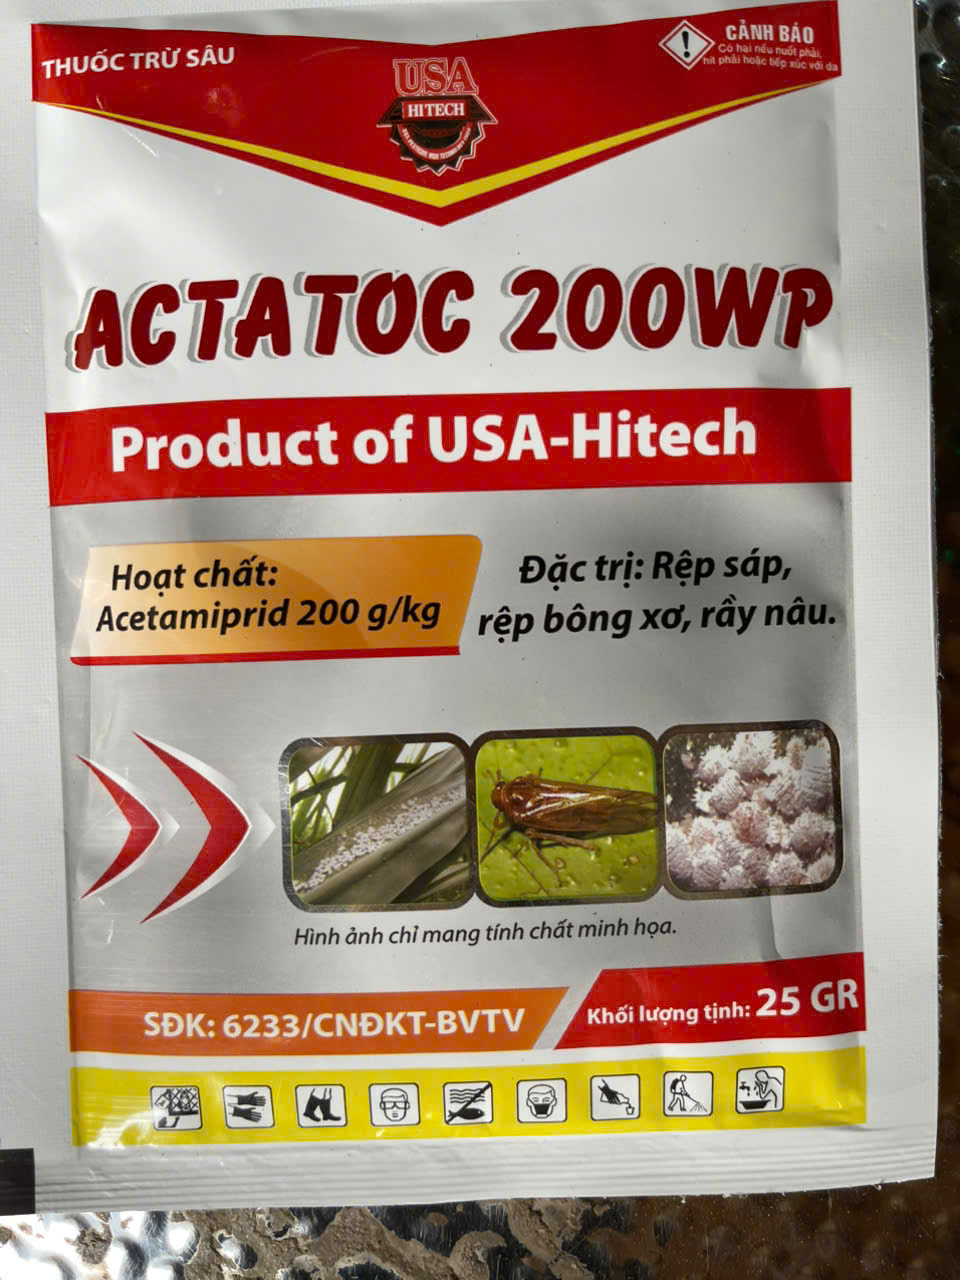 THUỐC TRỪ SÂU
CẢNH BÁO
Có hại nếu nuốt phải,
hít phải hoặc tiếp xúc với da
USA
HITECH
ACTATOC 200WP
Product of USA-Hitech
Hoạt chất:
Acetamiprid 200 g/kg
Đặc trị: Rệp sáp,
rệp bông xơ, rầy nâu.
Hình ảnh chỉ mang tính chất minh họa.
SĐK: 6233/CNĐKT-BVTV
Khối lượng tịnh: 25 GR